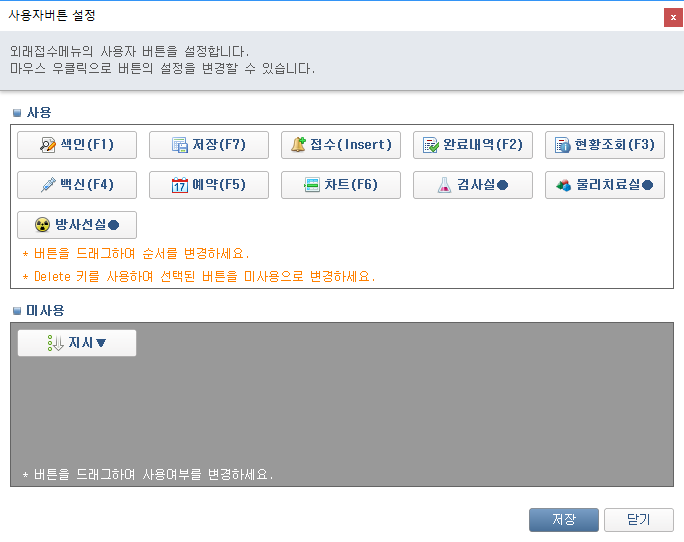 사용자버튼 설정
x
외래접수메뉴의 사용자 버튼을 설정합니다.
마우스 우클릭으로 버튼의 설정을 변경할 수 있습니다.
사용
색인(F1) 저장(F7) 접수(Insert) 완료내역(F2) 현황조회(F3)
백신(F4) 17 예약(F5) 차트(F6) 검사실● 물리치료실●
방사선실●
* 버튼을 드래그하여 순서를 변경하세요.
* Delete 키를 사용하여 선택된 버튼을 미사용으로 변경하세요.
미사용
지시▼
* 버튼을 드래그하여 사용여부를 변경하세요.
저장 닫기